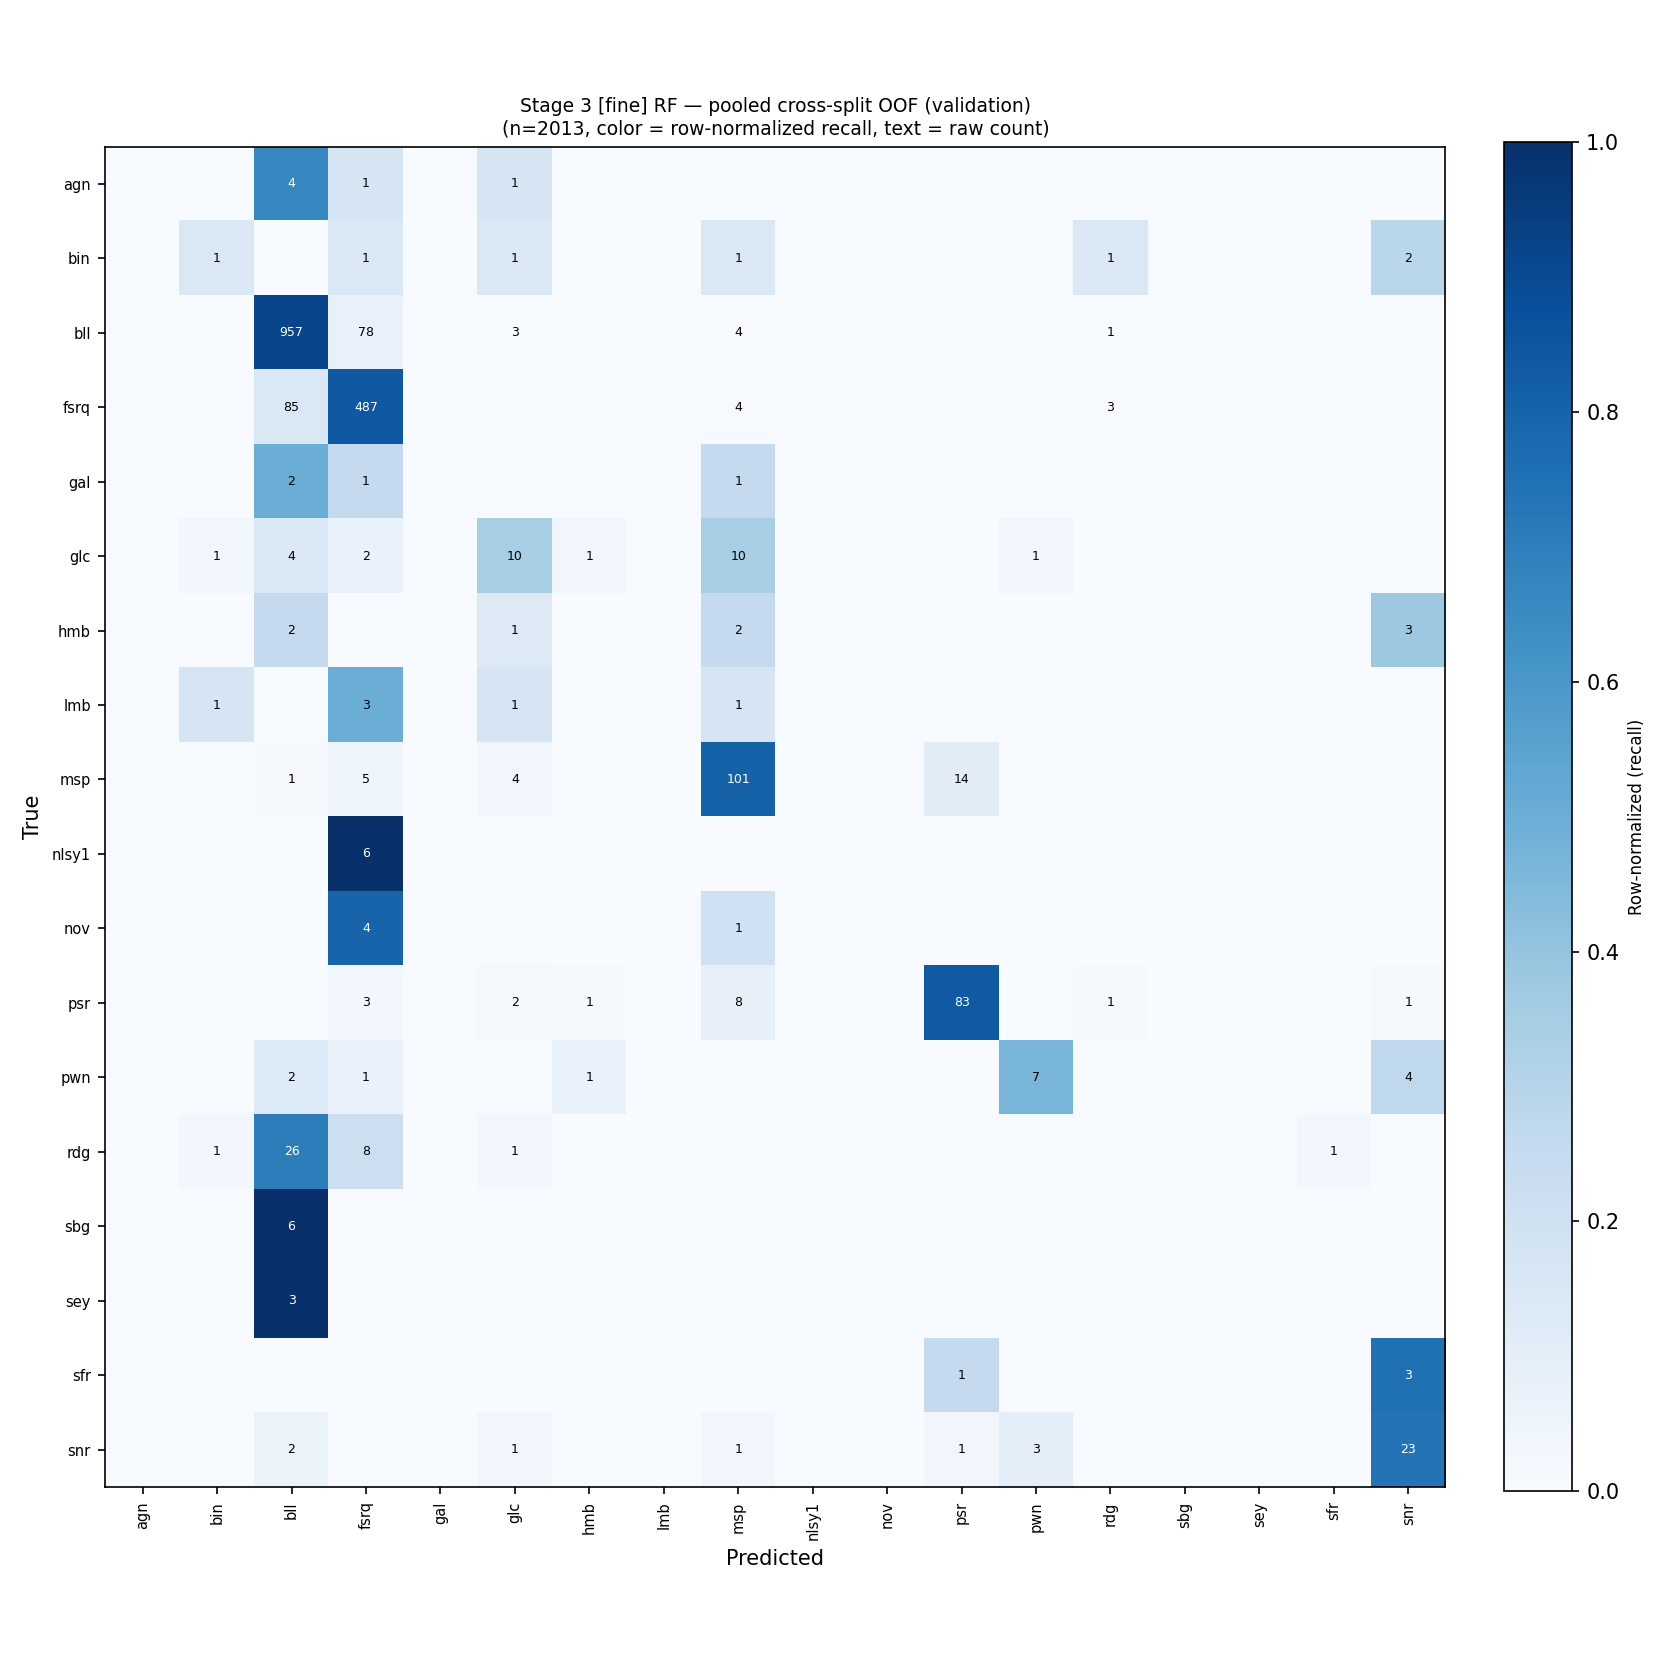 Stage 3 [fine] RF — pooled cross-split OOF (validation)
(n=2013, color = row-normalized recall, text = raw count)
True
agn 4 1 1
bin 1 1 1 1 1 2
bll 957 78 3 4 1
fsrq 85 487 4 3
gal 2 1 1
glc 1 4 2 10 1 10 1
hmb 2 1 2 3
lmb 1 3 1 1
msp 1 5 4 101 14
nlsy1 6
nov 4 1
psr 3 2 1 8 83 1 1
pwn 2 1 1 7 4
rdg 1 26 8 1 1
sbg 6
sey 3
sfr 1 3
snr 2 1 1 1 3 23
agn bin bll fsrq gal glc hmb lmb msp nlsy1 nov psr pwn rdg sbg sey sfr snr
Predicted
1.0
0.8
0.6
0.4
0.2
0.0
Row-normalized (recall)